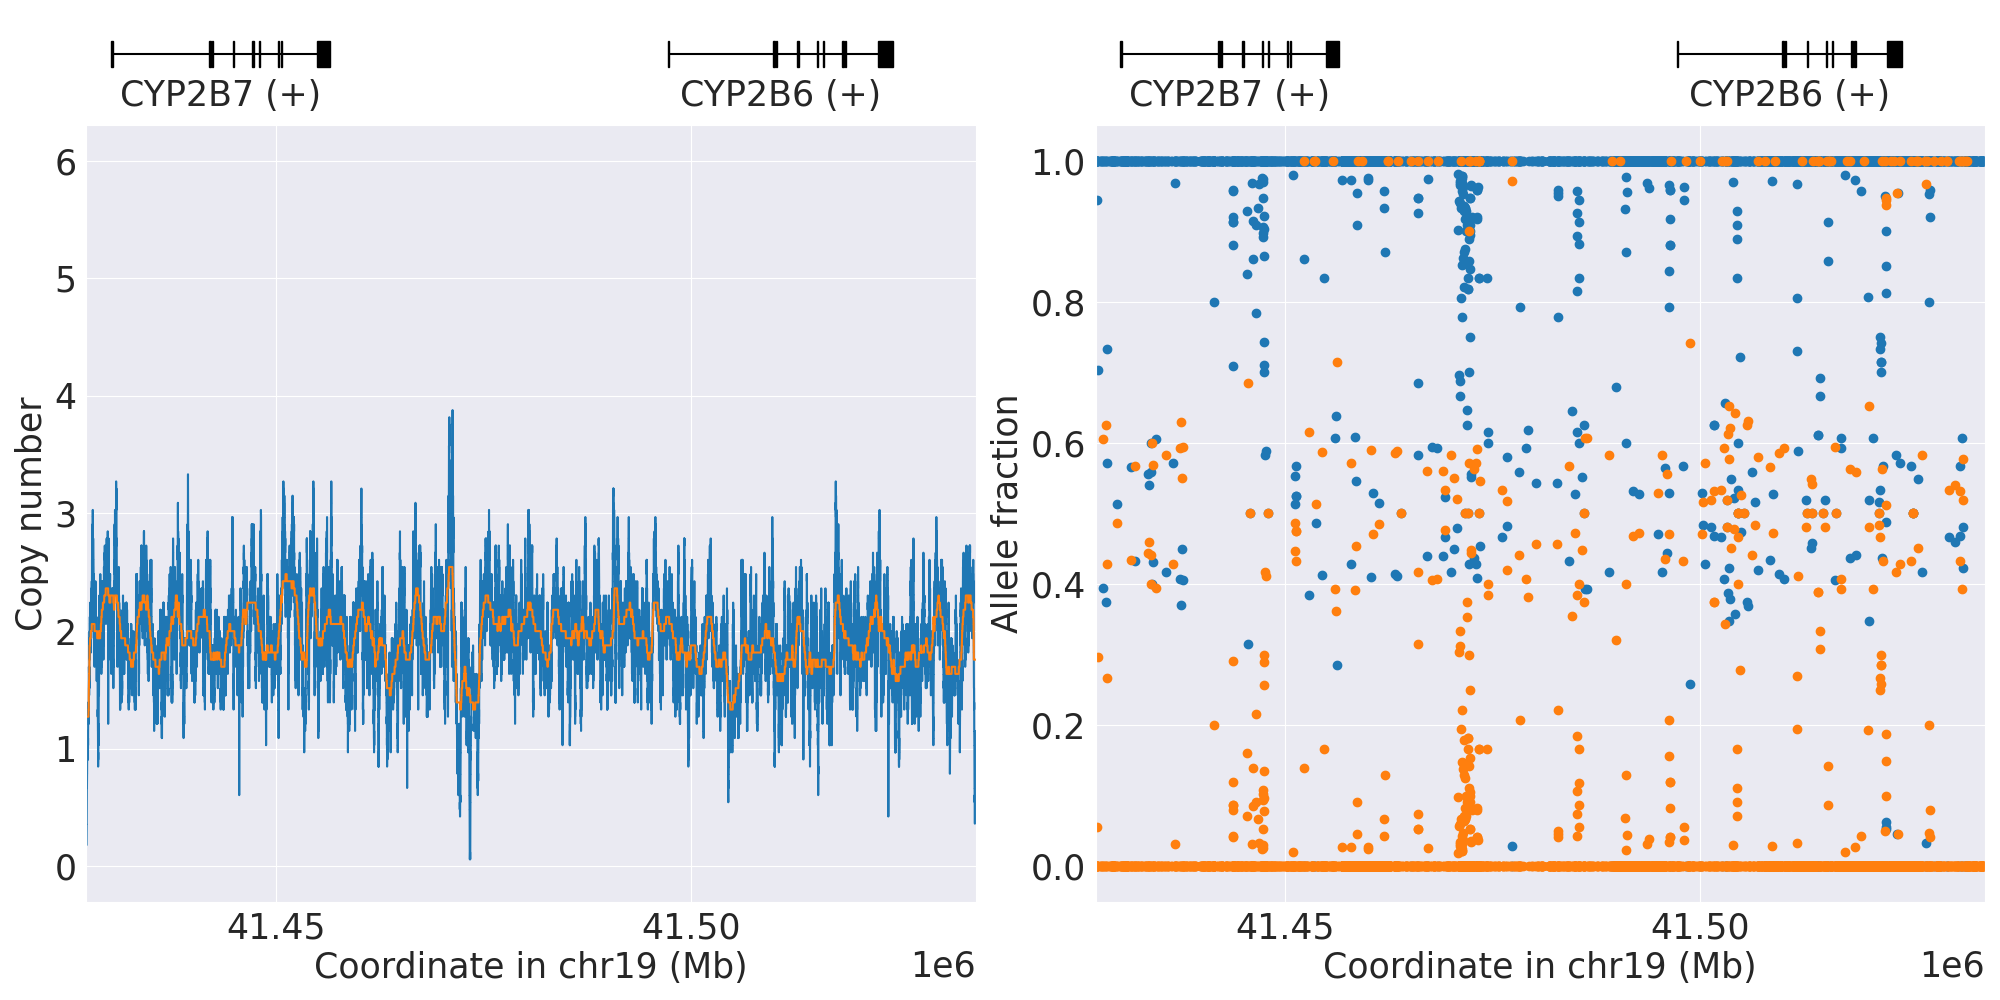 CYP2B7 (+)
CYP2B6 (+)
6
5
4
3
2
1
0
Copy number
41.45
41.50
Coordinate in chr19 (Mb)
1e6
CYP2B7 (+)
CYP2B6 (+)
1.0
0.8
0.6
0.4
0.2
0.0
Allele fraction
41.45
41.50
Coordinate in chr19 (Mb)
1e6